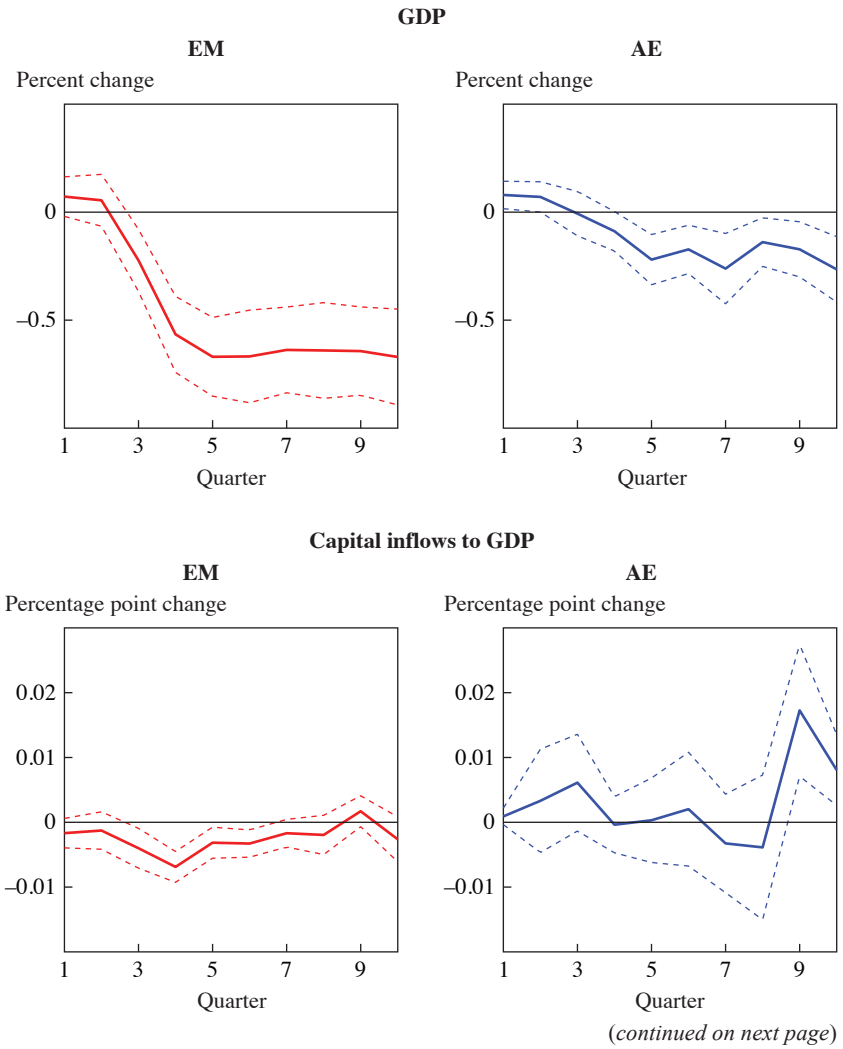 GDP
EM
AE
Percent change
Percent change
0
–0.5
1 3 5 7 9
Quarter
0
–0.5
1 3 5 7 9
Quarter
Capital inflows to GDP
EM
AE
Percentage point change
Percentage point change
0.02
0.01
0
–0.01
1 3 5 7 9
Quarter
0.02
0.01
0
–0.01
1 3 5 7 9
Quarter
(continued on next page)